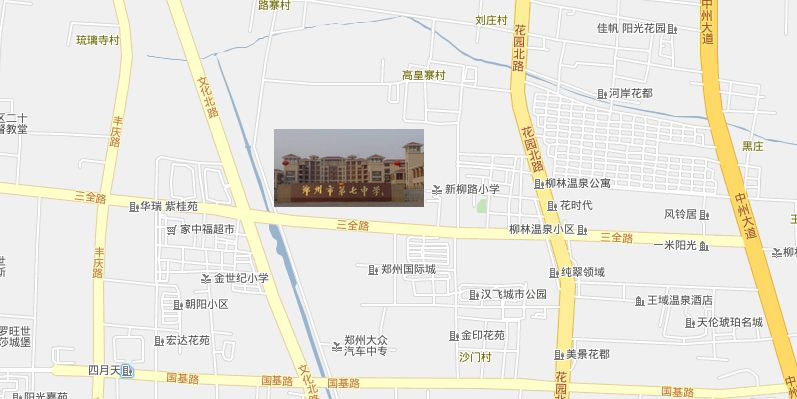 路寨村
刘庄村
琉璃寺村
花园北路
佳帆 阳光花园
中州大道
高皇寨村
文化北路
河岸花都
区二十
督教堂
丰庆路
花园北路
黑庄
郑州市第七中学
新柳路小学
柳林温泉公寓
三全路
华瑞 紫桂苑
花时代
风铃居
中州大道
王
家中福超市
三全路
柳林温泉小区
三全路
一米阳光
柳林
丰庆路
金世纪小学
郑州国际城
纯翠领域
世
斯
朝阳小区
汉飞城市公园
王域温泉酒店
罗旺世
莎城堡
宏达花苑
郑州大众
汽车中专
金印花苑
天伦琥珀名城
沙门村
美景花郡
四月天
国基路
国基路
国基路
文化北路
花园北
国基路
阳光嘉苑